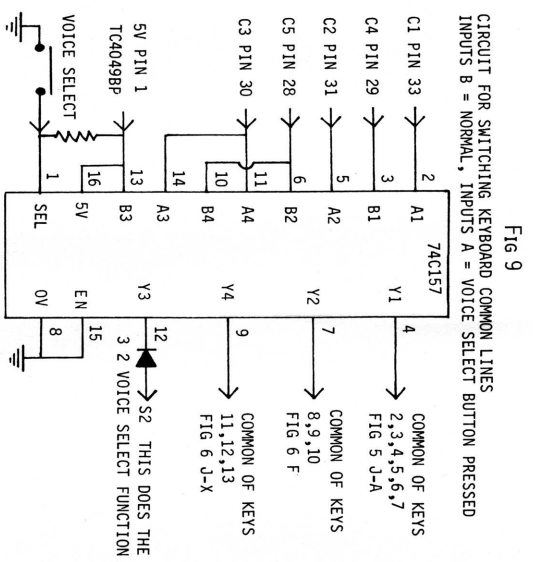 FIG 9
CIRCUIT FOR SWITCHING KEYBOARD COMMON LINES
INPUTS B = NORMAL, INPUTS A = VOICE SELECT BUTTON PRESSED
74C157
C1 PIN 33
2
A1
C4 PIN 29
3
B1
C2 PIN 31
5
A2
C5 PIN 28
6
B2
C3 PIN 30
11
A4
10
B4
14
A3
5V PIN 1
TC4049BP
13
B3
16
5V
VOICE SELECT
1
SEL
Y1
4
COMMON OF KEYS
2,3,4,5,6,7
FIG 5 J-A
Y2
7
COMMON OF KEYS
8,9,10
FIG 6 F
Y4
9
COMMON OF KEYS
11,12,13
FIG 6 J-X
Y3
12
S2 THIS DOES THE
3 2 VOICE SELECT FUNCTION
EN
15
0V
8